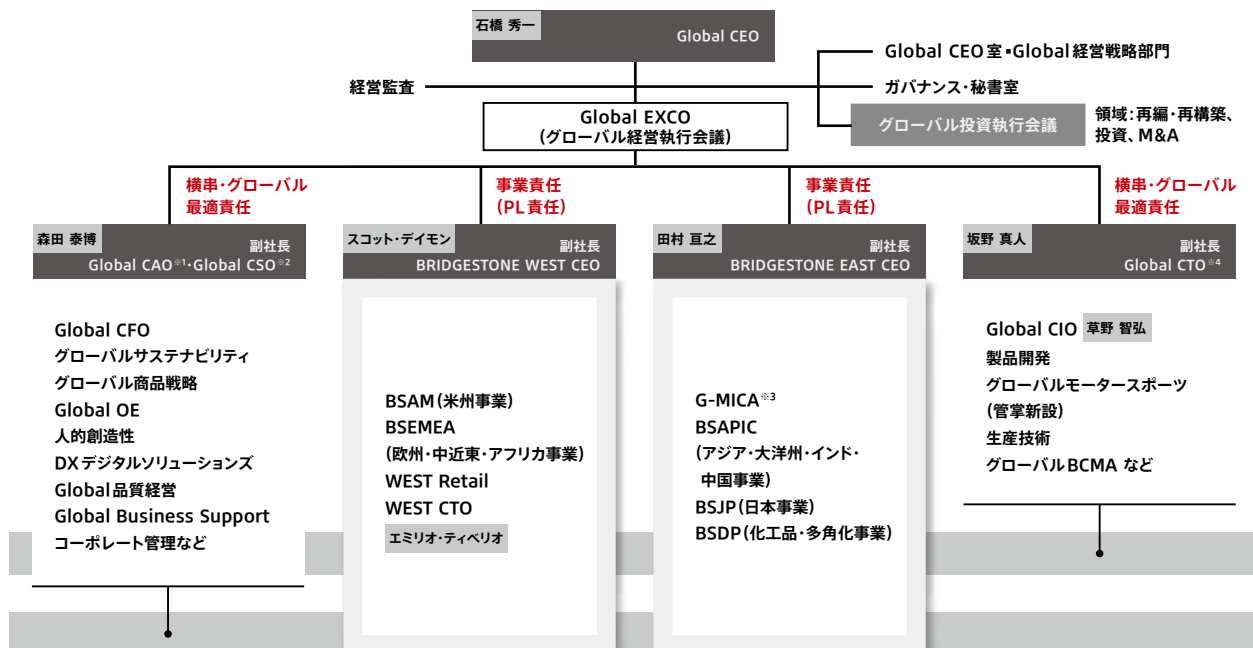 石橋 秀一
Global CEO
Global CEO室▪Global経営戦略部門
経営監査
ガバナンス・秘書室
Global EXCO
(グローバル経営執行会議)
グローバル投資執行会議
領域:再編・再構築、
投資、M&A
横串・グローバル
最適責任
事業責任
(PL責任)
事業責任
(PL責任)
横串・グローバル
最適責任
森田 泰博
副社長
Global CAO※1・Global CSO※2
Global CFO
グローバルサステナビリティ
グローバル商品戦略
Global OE
人的創造性
DXデジタルソリューションズ
Global品質経営
Global Business Support
コーポレート管理など
スコット・デイモン
副社長
BRIDGESTONE WEST CEO
BSAM(米州事業)
BSEMEA
(欧州・中近東・アフリカ事業)
WEST Retail
WEST CTO
エミリオ・ティベリオ
田村 亘之
副社長
BRIDGESTONE EAST CEO
G-MICA※3
BSAPIC
(アジア・大洋州・インド・
中国事業)
BSJP(日本事業)
BSDP(化工品・多角化事業)
坂野 真人
副社長
Global CTO※4
Global CIO 草野 智弘
製品開発
グローバルモータースポーツ
(管掌新設)
生産技術
グローバルBCMA など